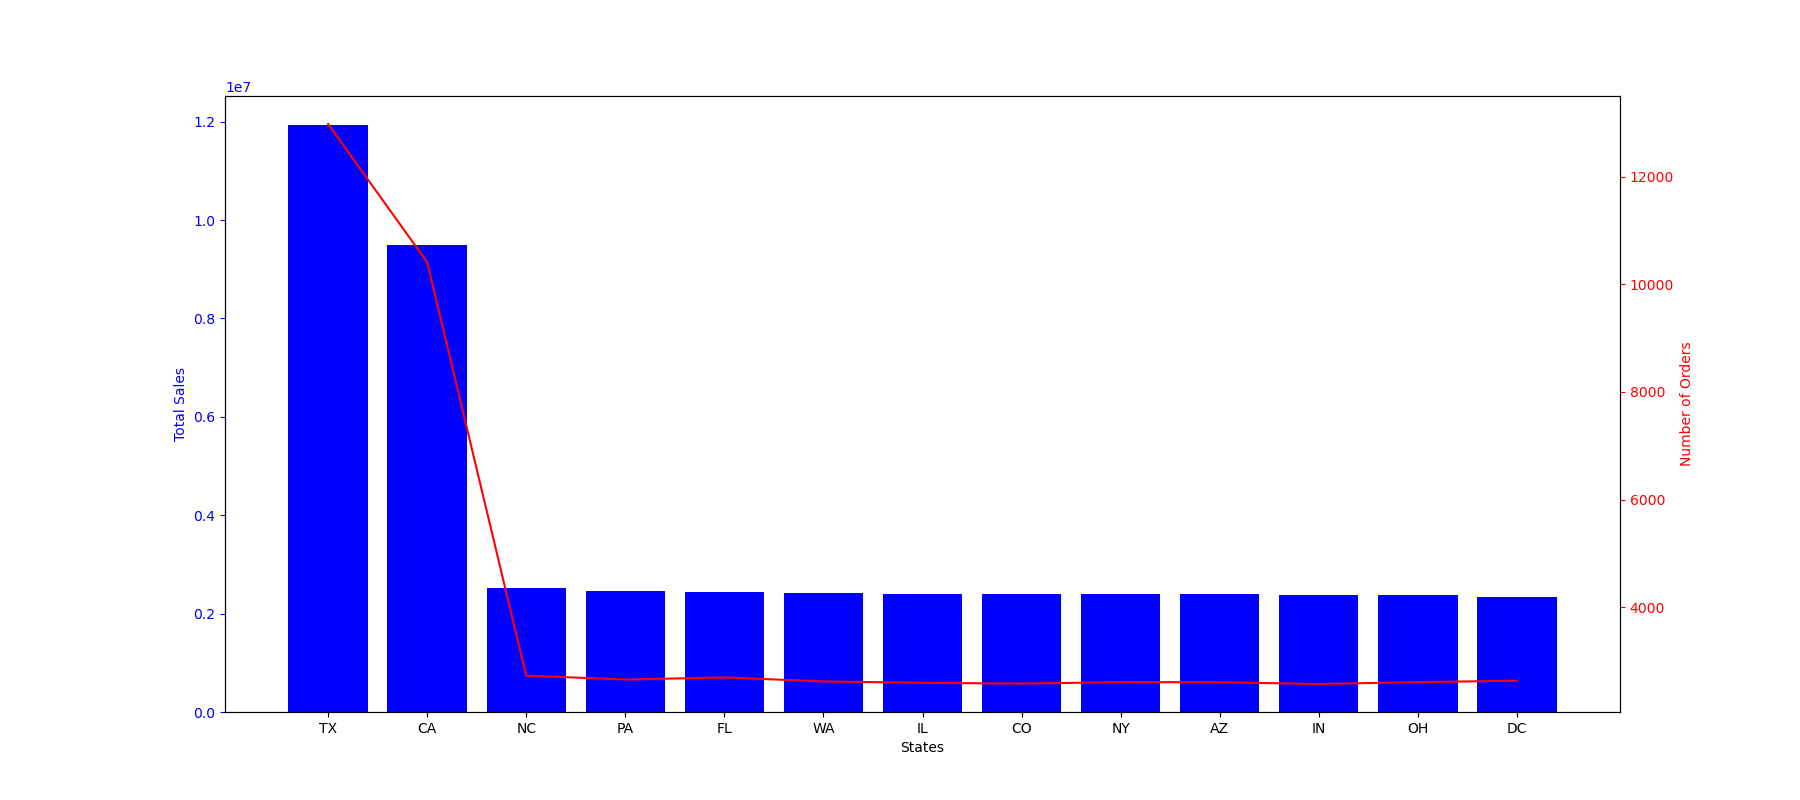 1e7
1.2
1.0
0.8
0.6
0.4
0.2
0.0
Total Sales
12000
10000
8000
6000
4000
Number of Orders
TX CA NC PA FL WA IL CO NY AZ IN OH DC
States